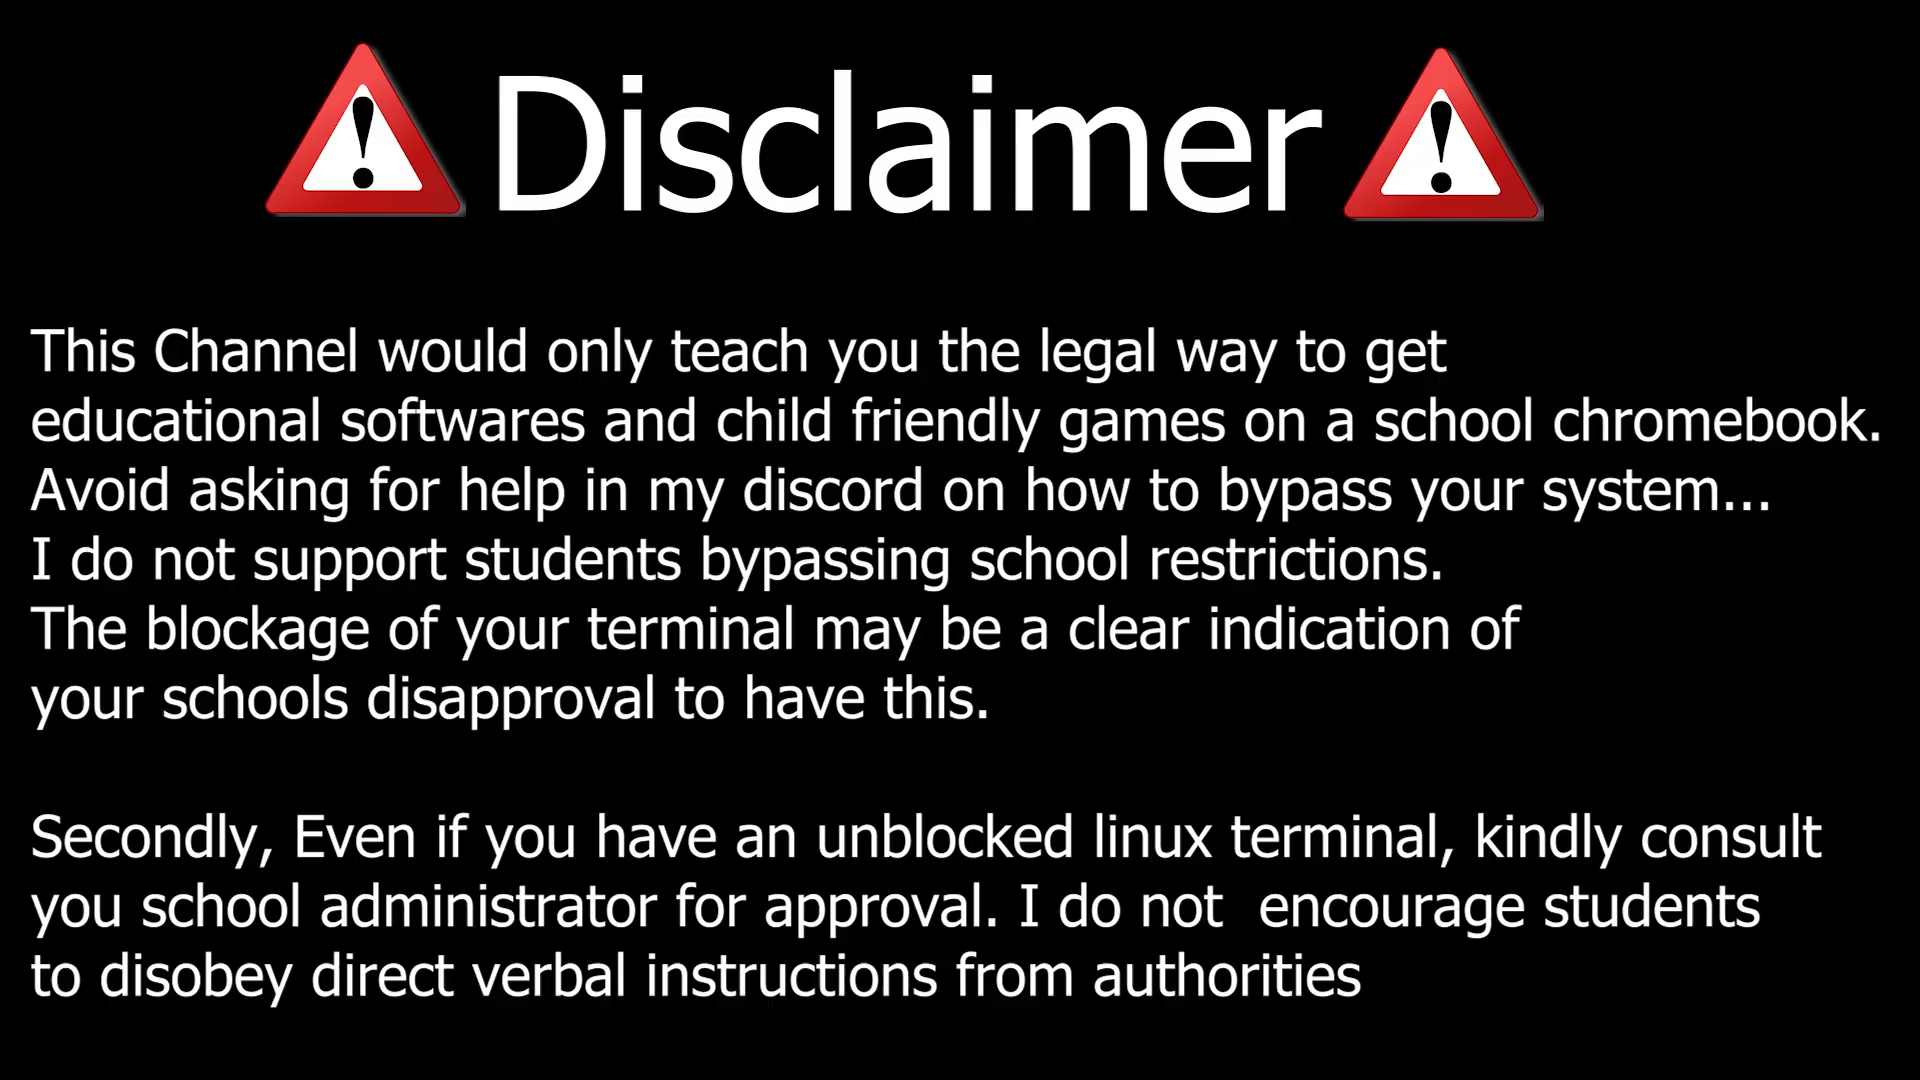 Disclaimer
This Channel would only teach you the legal way to get
educational softwares and child friendly games on a school chromebook.
Avoid asking for help in my discord on how to bypass your system...
I do not support students bypassing school restrictions.
The blockage of your terminal may be a clear indication of
your schools disapproval to have this.
Secondly, Even if you have an unblocked linux terminal, kindly consult
you school administrator for approval. I do not  encourage students
to disobey direct verbal instructions from authorities